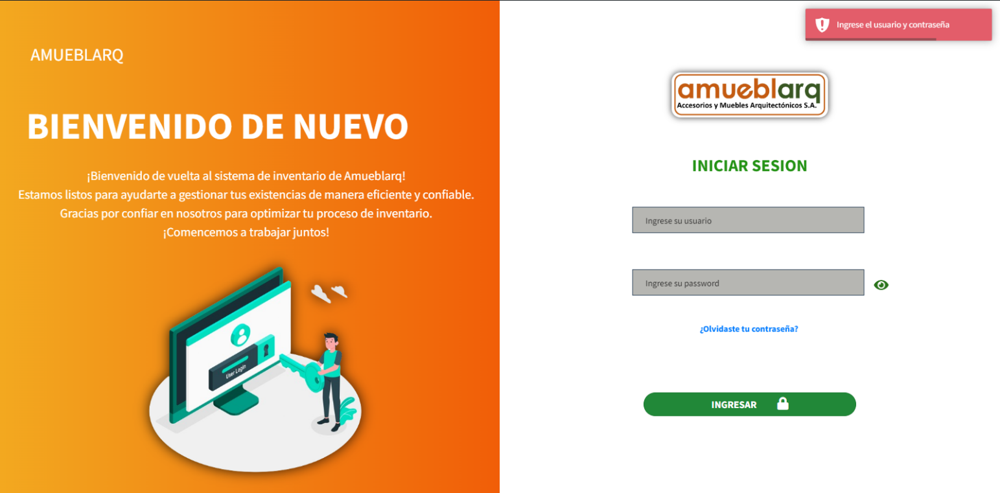 AMUEBLARQ
BIENVENIDO DE NUEVO
¡Bienvenido de vuelta al sistema de inventario de Amueblarq!
Estamos listos para ayudarte a gestionar tus existencias de manera eficiente y confiable.
Gracias por confiar en nosotros para optimizar tu proceso de inventario.
¡Comencemos a trabajar juntos!
User Login
Ingrese el usuario y contraseña
amueblarq
Accesorios y Muebles Arquitectónicos S.A.
INICIAR SESION
Ingrese su usuario
Ingrese su password
¿Olvidaste tu contraseña?
INGRESAR